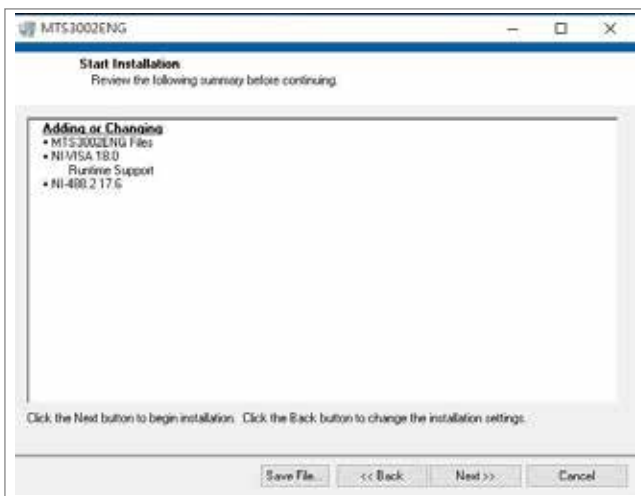 MTS3002ENG
Start Installation
Review the following summary before continuing.
Adding or Changing
• MTS3002ENG Files
• NI-VISA 18.0
Runtime Support
• NI-488.2 17.6
Click the Next button to begin installation. Click the Back button to change the installation settings.
Save File... << Back Next >> Cancel